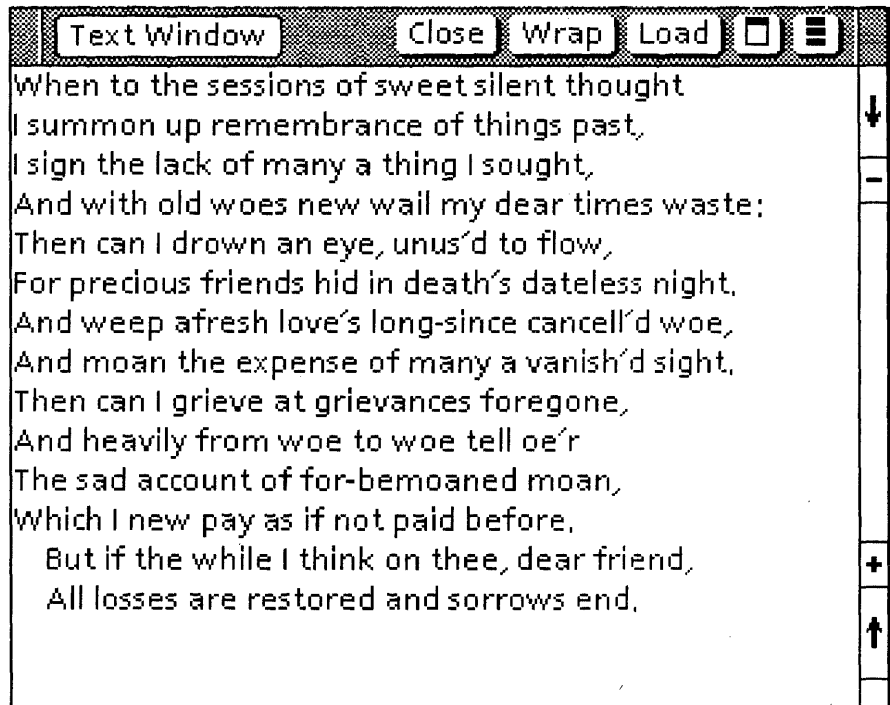 Text Window Close Wrap Load
When to the sessions of sweet silent thought
I summon up remembrance of things past,
I sign the lack of many a thing I sought,
And with old woes new wail my dear times waste:
Then can I drown an eye, unus'd to flow,
For precious friends hid in death's dateless night.
And weep afresh love's long-since cancell'd woe,
And moan the expense of many a vanish'd sight.
Then can I grieve at grievances foregone,
And heavily from woe to woe tell oe'r
The sad account of for-bemoaned moan,
Which I new pay as if not paid before.
But if the while I think on thee, dear friend,
All losses are restored and sorrows end.